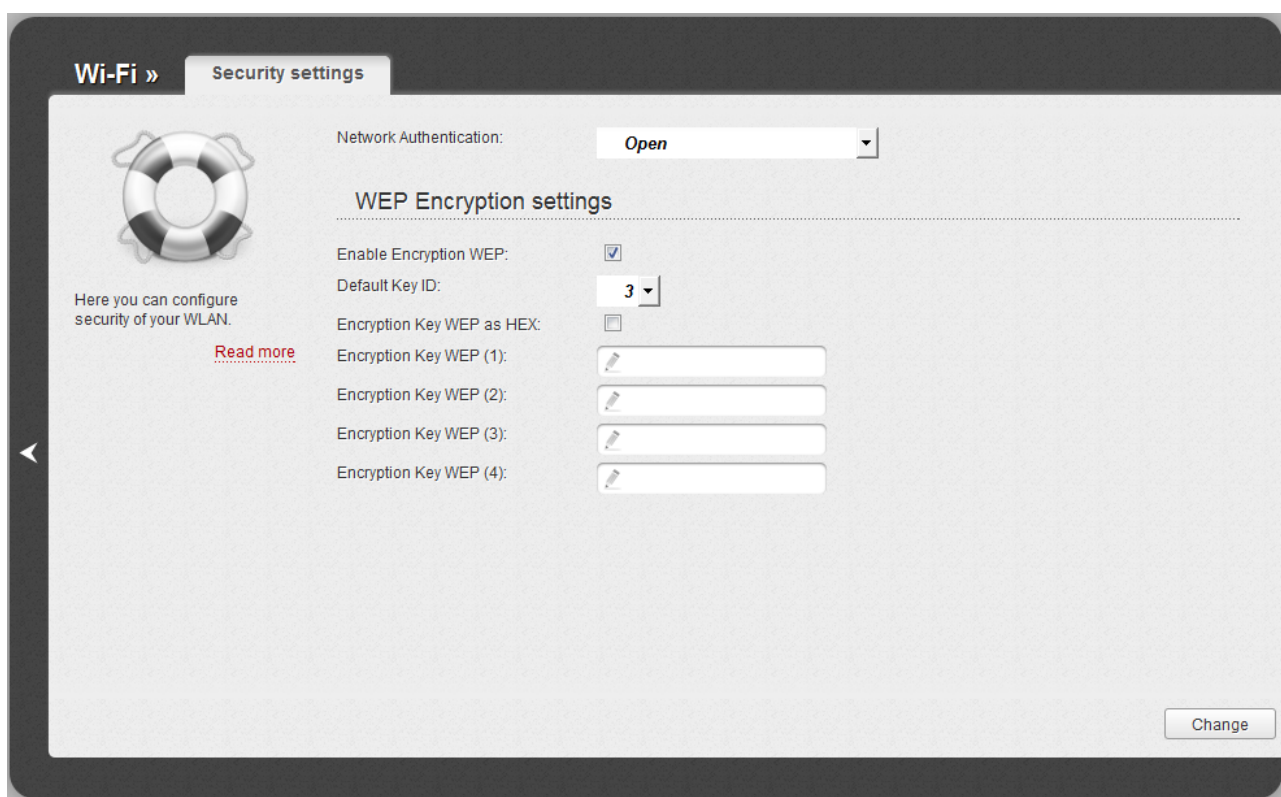 Wi-Fi »
Security settings
Here you can configure
security of your WLAN.
Read more
Network Authentication:
Open
WEP Encryption settings
Enable Encryption WEP:
Default Key ID:
3
Encryption Key WEP as HEX:
Encryption Key WEP (1):
Encryption Key WEP (2):
Encryption Key WEP (3):
Encryption Key WEP (4):
Change